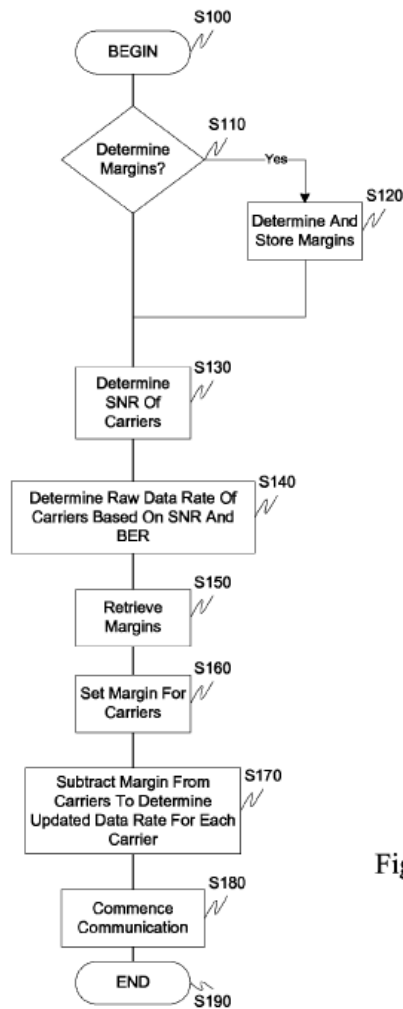 S100
BEGIN
S110
Determine
Margins?
Yes
S120
Determine And
Store Margins
S130
Determine
SNR Of
Carriers
S140
Determine Raw Data Rate Of
Carriers Based On SNR And
BER
S150
Retrieve
Margins
S160
Set Margin For
Carriers
S170
Subtract Margin From
Carriers To Determine
Updated Data Rate For Each
Carrier
Fig
S180
Commence
Communication
END
S190